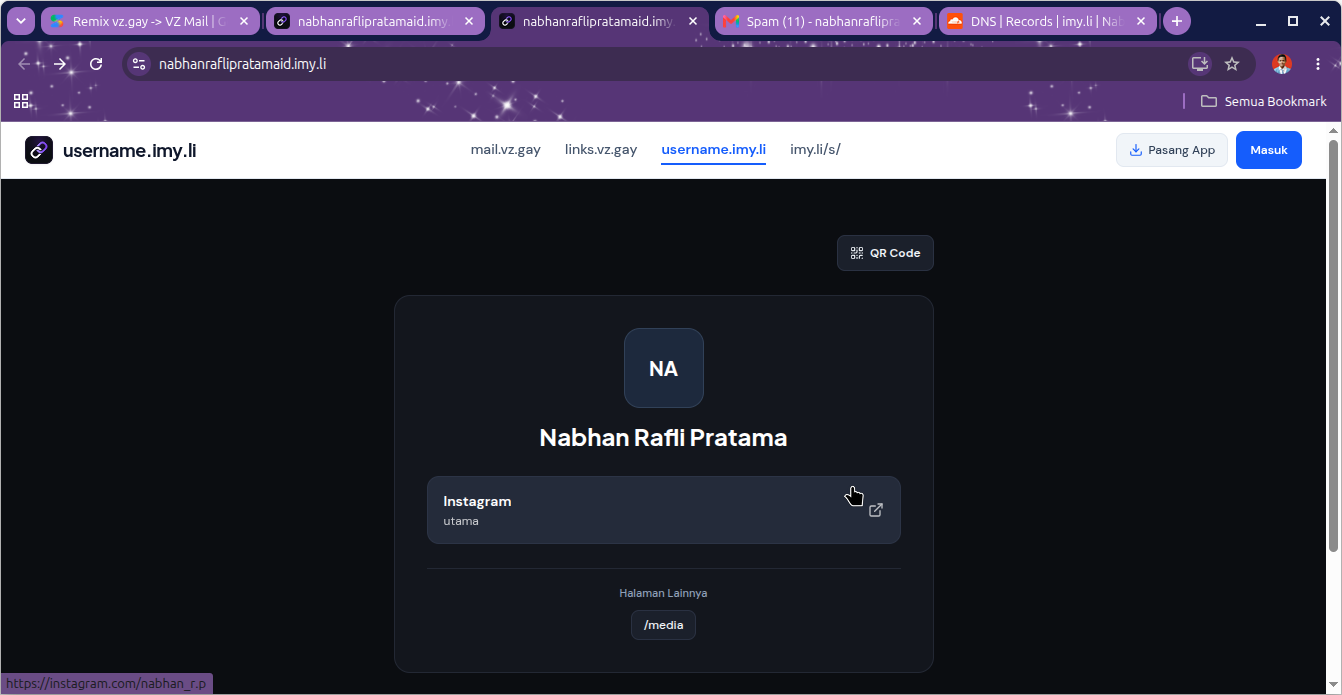 Remix vz.gay -> VZ Mail | G
nabhanraflipratamaid.imy.
nabhanraflipratamaid.imy.
Spam (11) - nabhanraflipra
DNS | Records | imy.li | Nab
nabhanraflipratamaid.imy.li
Semua Bookmark
username.imy.li
mail.vz.gay
links.vz.gay
username.imy.li
imy.li/s/
Pasang App
Masuk
QR Code
NA
Nabhan Rafli Pratama
Instagram
utama
Halaman Lainnya
/media
https://instagram.com/nabhan_r.p